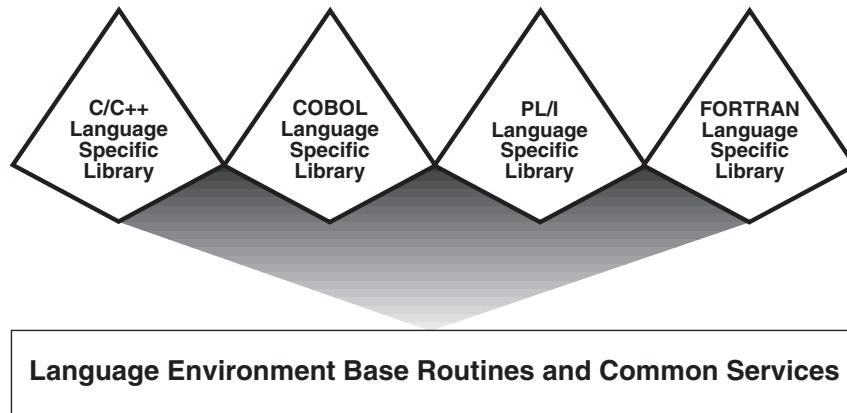 C/C++
Language
Specific
Library
COBOL
Language
Specific
Library
PL/I
Language
Specific
Library
FORTRAN
Language
Specific
Library
Language Environment Base Routines and Common Services